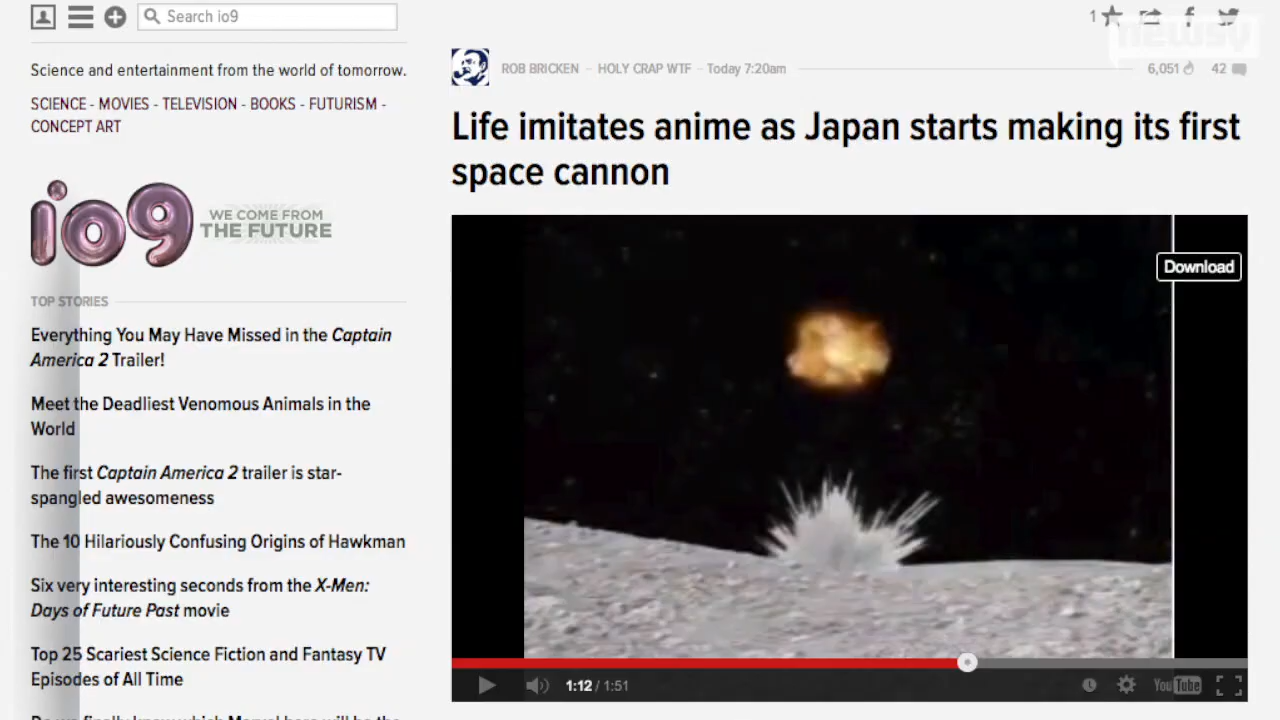 Search io9
1
newsy
Science and entertainment from the world of tomorrow.
SCIENCE - MOVIES - TELEVISION - BOOKS - FUTURISM -
CONCEPT ART
io9
WE COME FROM
THE FUTURE
TOP STORIES
Everything You May Have Missed in the Captain
America 2 Trailer!
Meet the Deadliest Venomous Animals in the
World
The first Captain America 2 trailer is star-
spangled awesomeness
The 10 Hilariously Confusing Origins of Hawkman
Six very interesting seconds from the X-Men:
Days of Future Past movie
Top 25 Scariest Science Fiction and Fantasy TV
Episodes of All Time
ROB BRICKEN - HOLY CRAP WTF - Today 7:20am
6,051 42
Life imitates anime as Japan starts making its first
space cannon
Download
1:12 / 1:51
YouTube